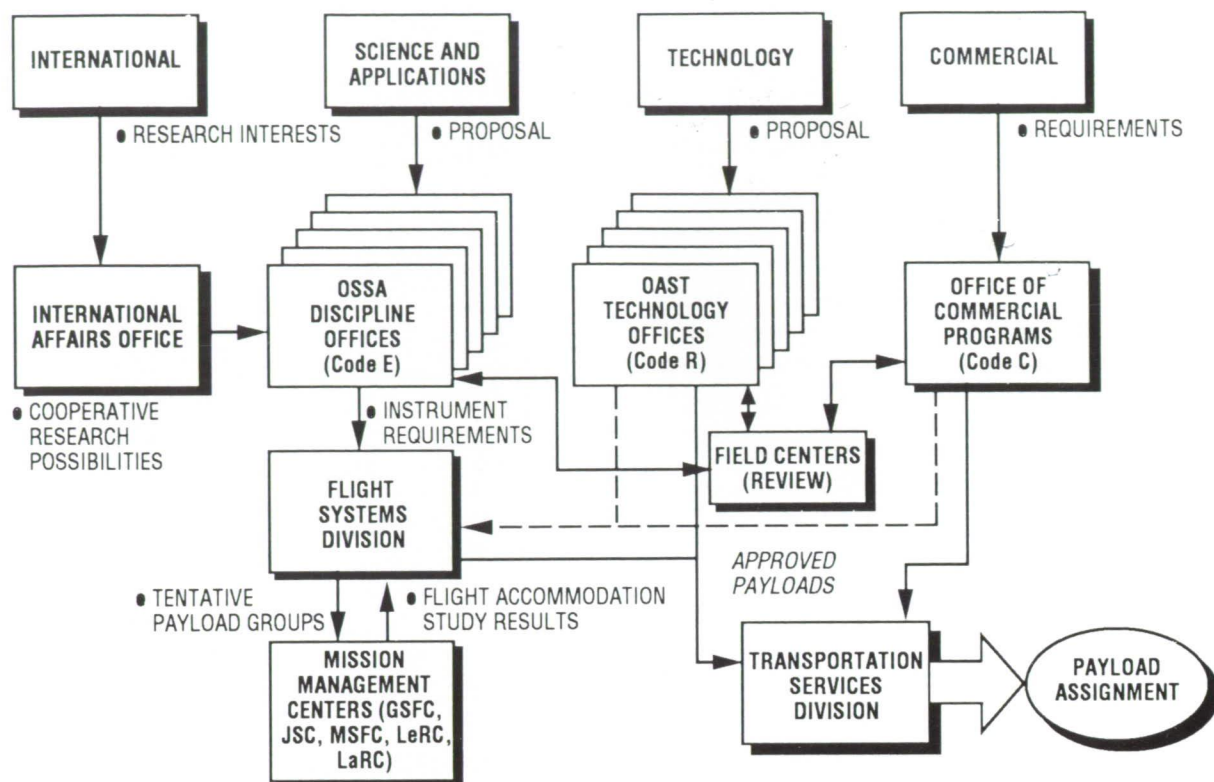 INTERNATIONAL
SCIENCE AND
APPLICATIONS
TECHNOLOGY
COMMERCIAL
● RESEARCH INTERESTS
● PROPOSAL
● PROPOSAL
● REQUIREMENTS
INTERNATIONAL
AFFAIRS OFFICE
OSSA
DISCIPLINE
OFFICES
(Code E)
OAST
TECHNOLOGY
OFFICES
(Code R)
OFFICE OF
COMMERCIAL
PROGRAMS
(Code C)
● COOPERATIVE
RESEARCH
POSSIBILITIES
● INSTRUMENT
REQUIREMENTS
FIELD CENTERS
(REVIEW)
FLIGHT
SYSTEMS
DIVISION
APPROVED
PAYLOADS
● TENTATIVE
PAYLOAD GROUPS
● FLIGHT ACCOMMODATION
STUDY RESULTS
MISSION
MANAGEMENT
CENTERS (GSFC,
JSC, MSFC, LeRC,
LaRC)
TRANSPORTATION
SERVICES
DIVISION
PAYLOAD
ASSIGNMENT